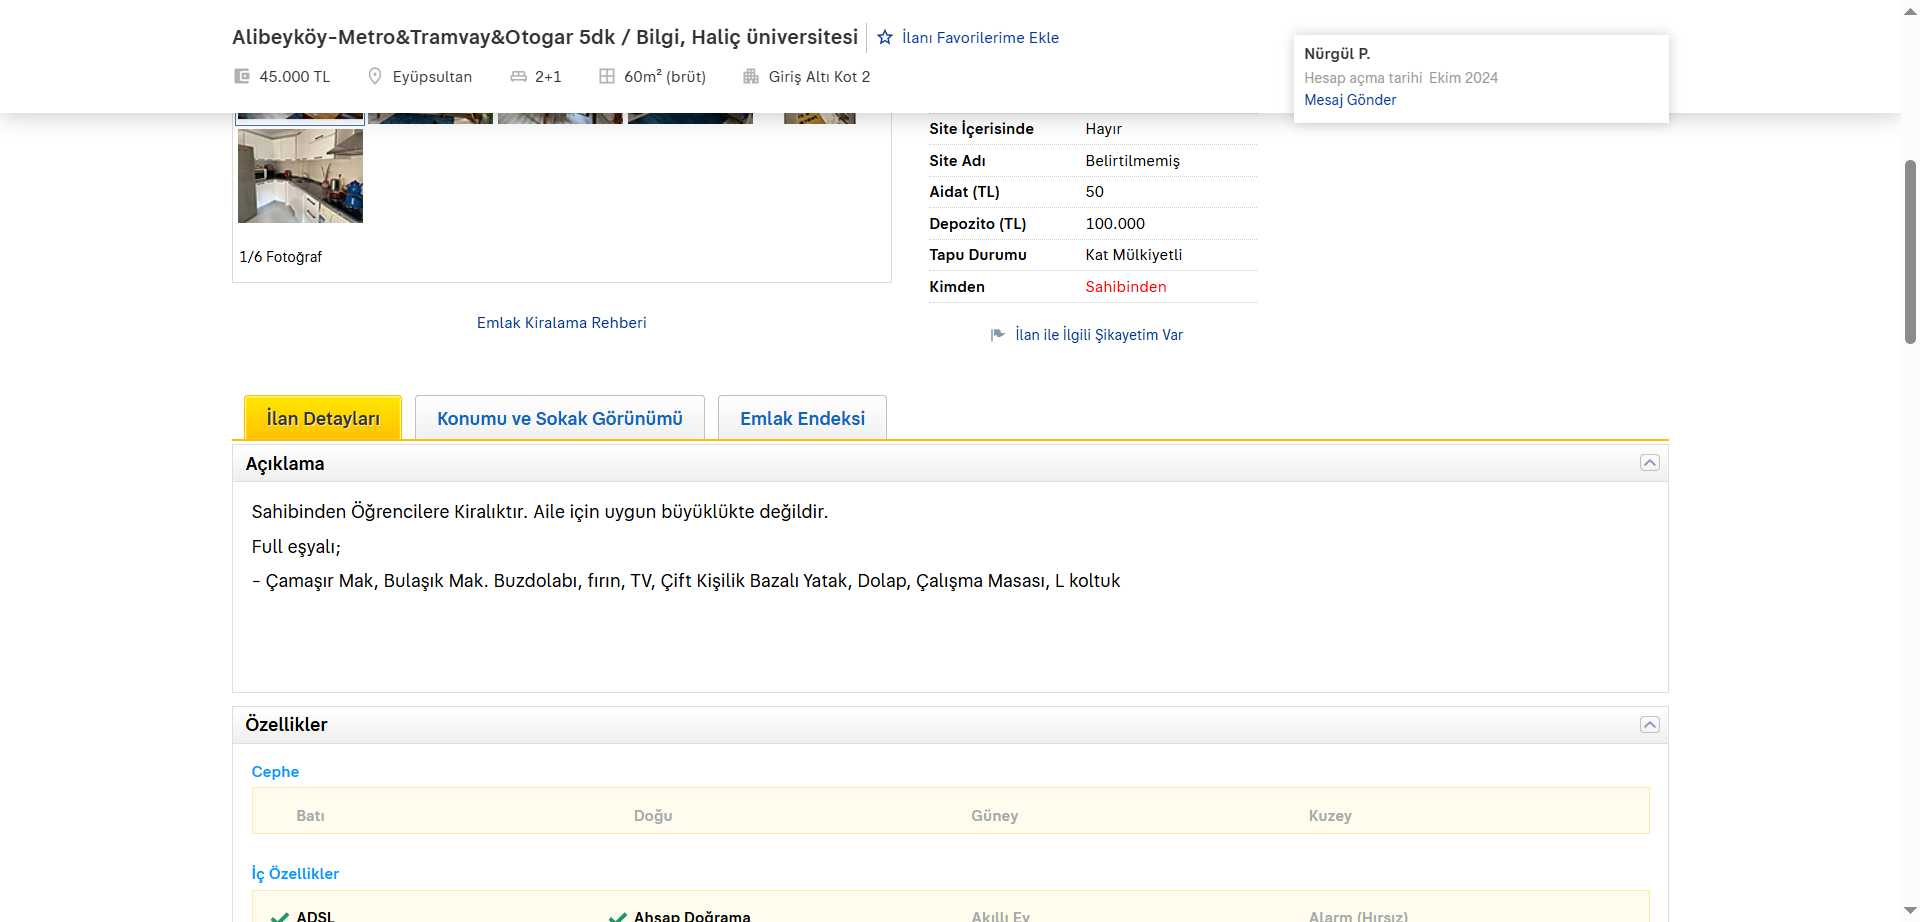 Alibeyköy-Metro&Tramvay&Otogar 5dk / Bilgi, Haliç üniversitesi
İlanı Favorilerime Ekle
45.000 TL
Eyüpsultan
2+1
60m² (brüt)
Giriş Altı Kot 2
Nürgül P.
Hesap açma tarihi Ekim 2024
Mesaj Gönder
1/6 Fotoğraf
Emlak Kiralama Rehberi
Site İçerisinde Hayır
Site Adı Belirtilmemiş
Aidat (TL) 50
Depozito (TL) 100.000
Tapu Durumu Kat Mülkiyetli
Kimden Sahibinden
İlan ile İlgili Şikayetim Var
İlan Detayları
Konumu ve Sokak Görünümü
Emlak Endeksi
Açıklama
Sahibinden Öğrencilere Kiralıktır. Aile için uygun büyüklükte değildir.
Full eşyalı;
- Çamaşır Mak, Bulaşık Mak. Buzdolabı, fırın, TV, Çift Kişilik Bazalı Yatak, Dolap, Çalışma Masası, L koltuk
Özellikler
Cephe
Batı Doğu Güney Kuzey
İç Özellikler
ADSL Ahşap Doğrama Akıllı Ev Alarm (Hırsız)